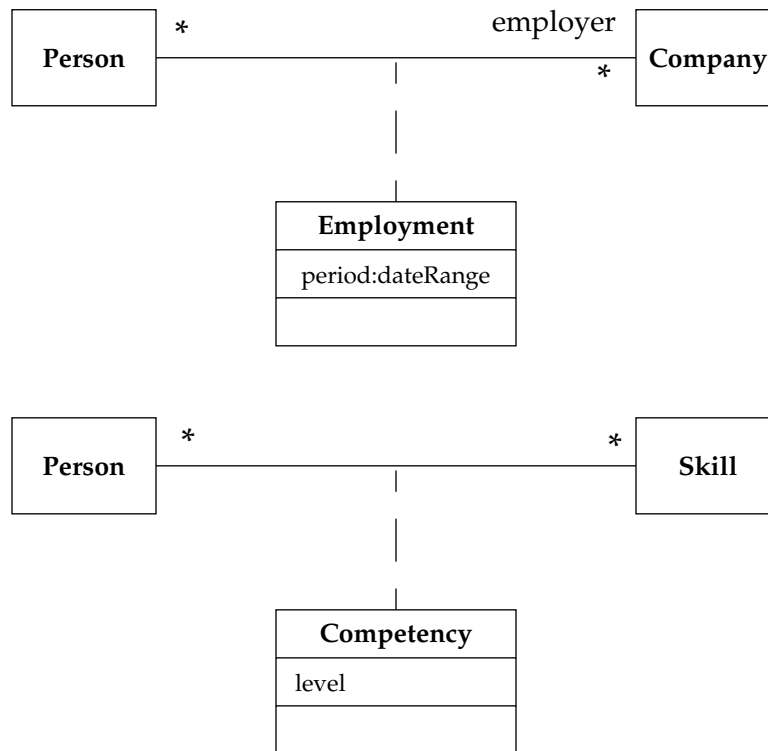 * employer
Person Company
*
Employment
period:dateRange
* *
Person Skill
Competency
level